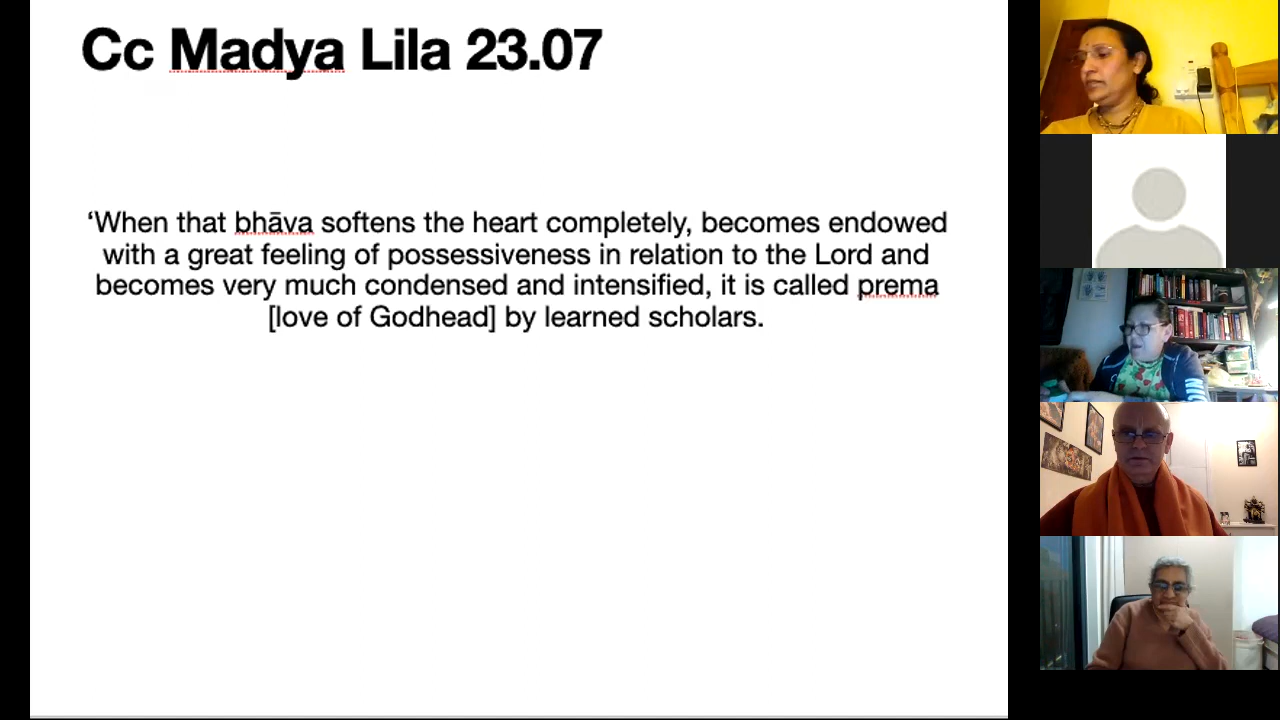 Cc Madya Lila 23.07
‘When that bhāva softens the heart completely, becomes endowed
with a great feeling of possessiveness in relation to the Lord and
becomes very much condensed and intensified, it is called prema
[love of Godhead] by learned scholars.